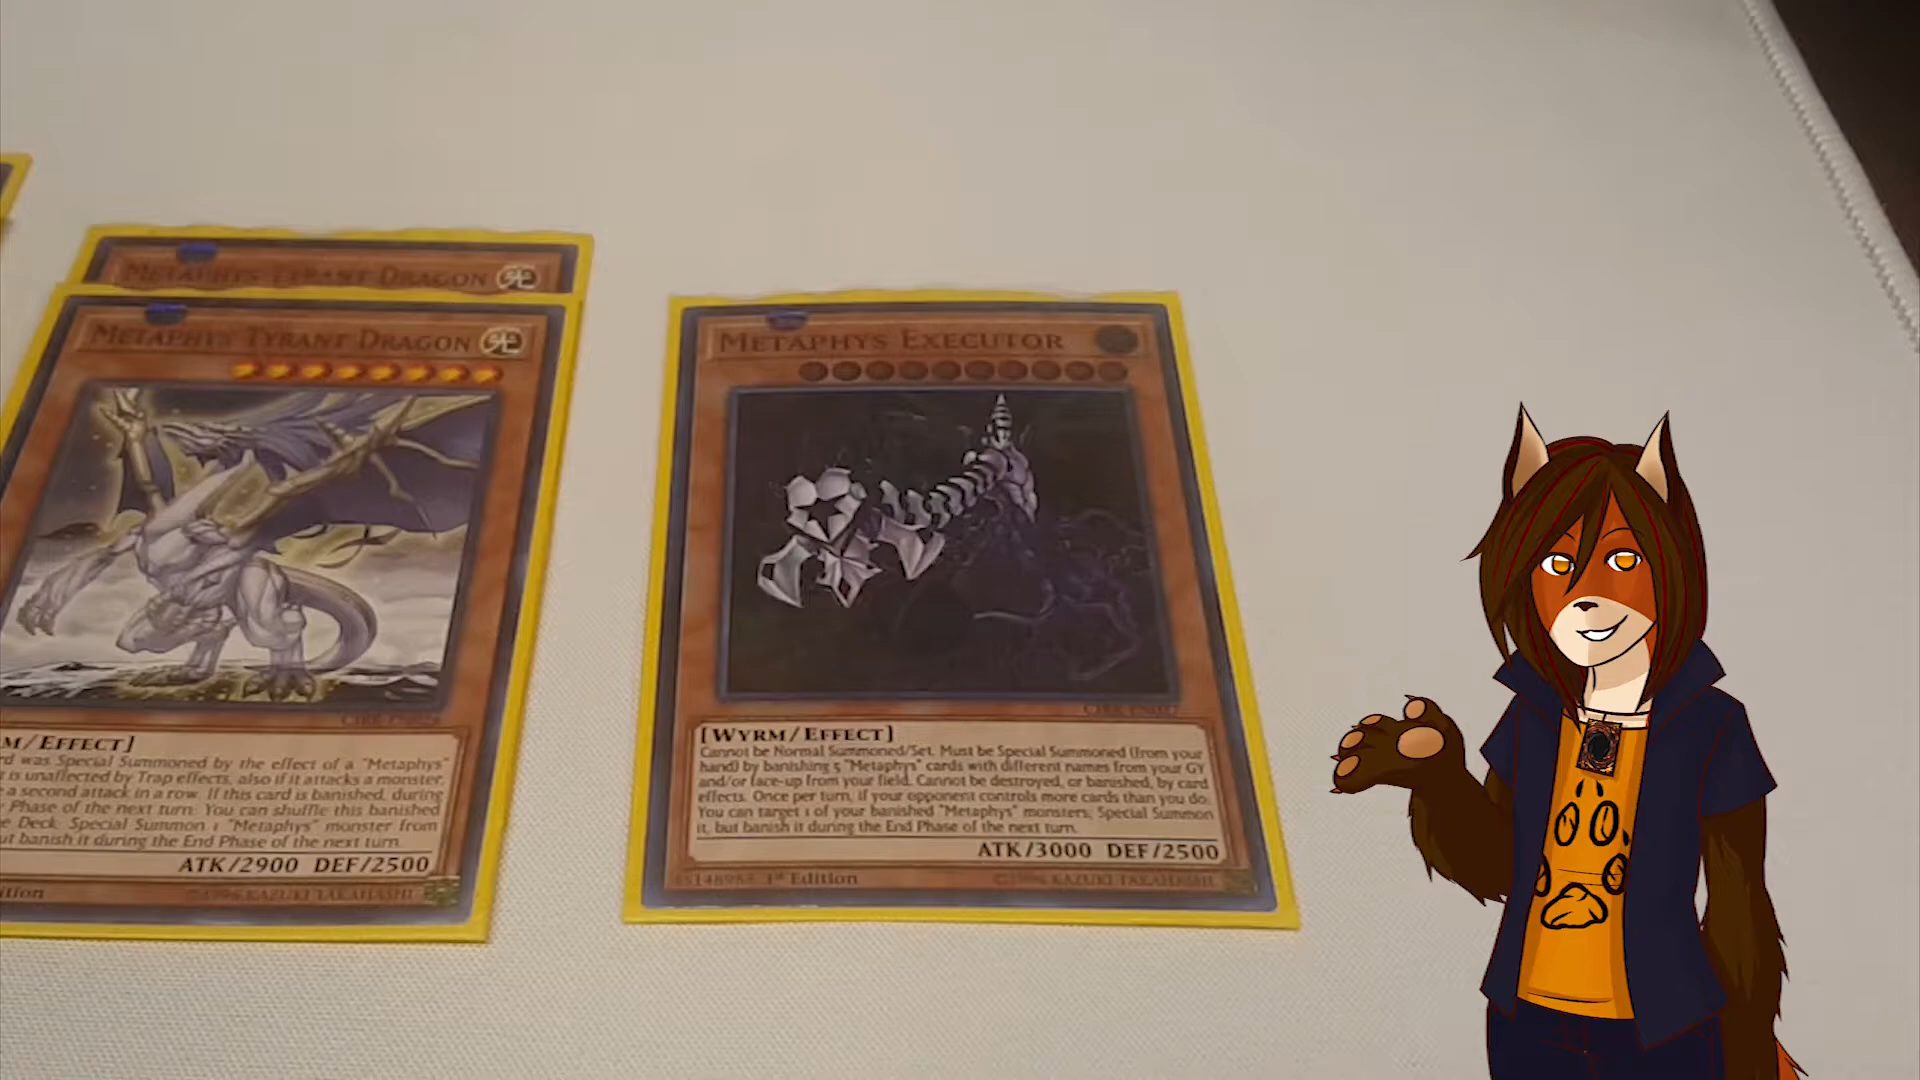 METAPHYS TYRANT DRAGON
METAPHYS TYRANT DRAGON
M/EFFECT]
rd was Special Summoned by the effect of a "Metaphys"
t is unaffected by Trap effects, also if it attacks a monster,
a second attack in a row. If this card is banished, during
Phase of the next turn: You can shuffle this banished
e Deck; Special Summon 1 "Metaphys" monster from
but banish it during the End Phase of the next turn.
ATK/2900 DEF/2500
ition
©1996 KAZUKI TAKAHASHI
METAPHYS EXECUTOR
[WYRM/EFFECT]
Cannot be Normal Summoned/Set. Must be Special Summoned (from your
hand) by banishing 5 "Metaphys" cards with different names from your GY
and/or face-up from your field. Cannot be destroyed, or banished, by card
effects. Once per turn, if your opponent controls more cards than you do:
You can target 1 of your banished "Metaphys" monsters; Special Summon
it, but banish it during the End Phase of the next turn.
ATK/3000 DEF/2500
1st Edition
©1996 KAZUKI TAKAHASHI